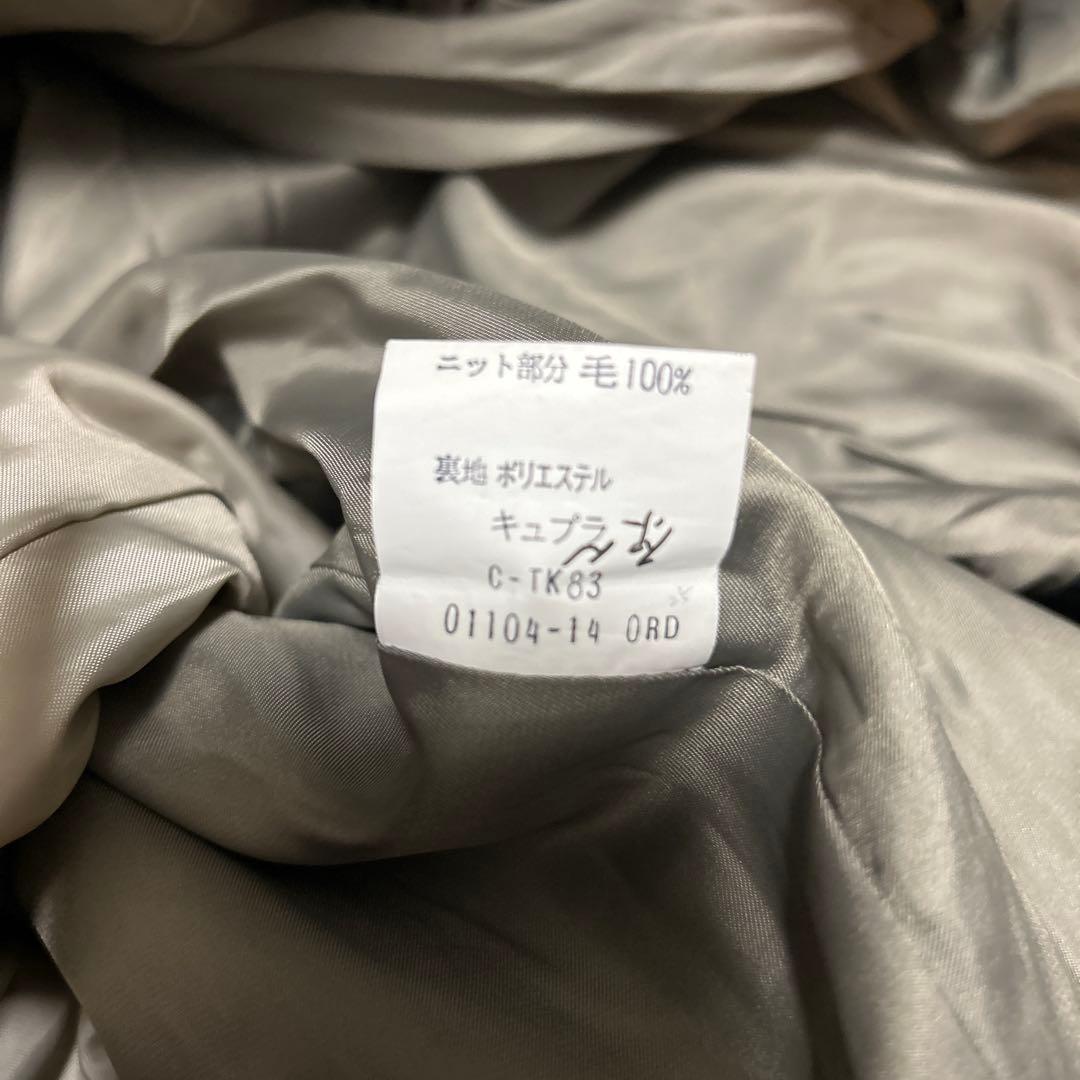 ニット部分 毛100%
裏地 ポリエステル
キュプラ
C-TK83
01104-14 ORD